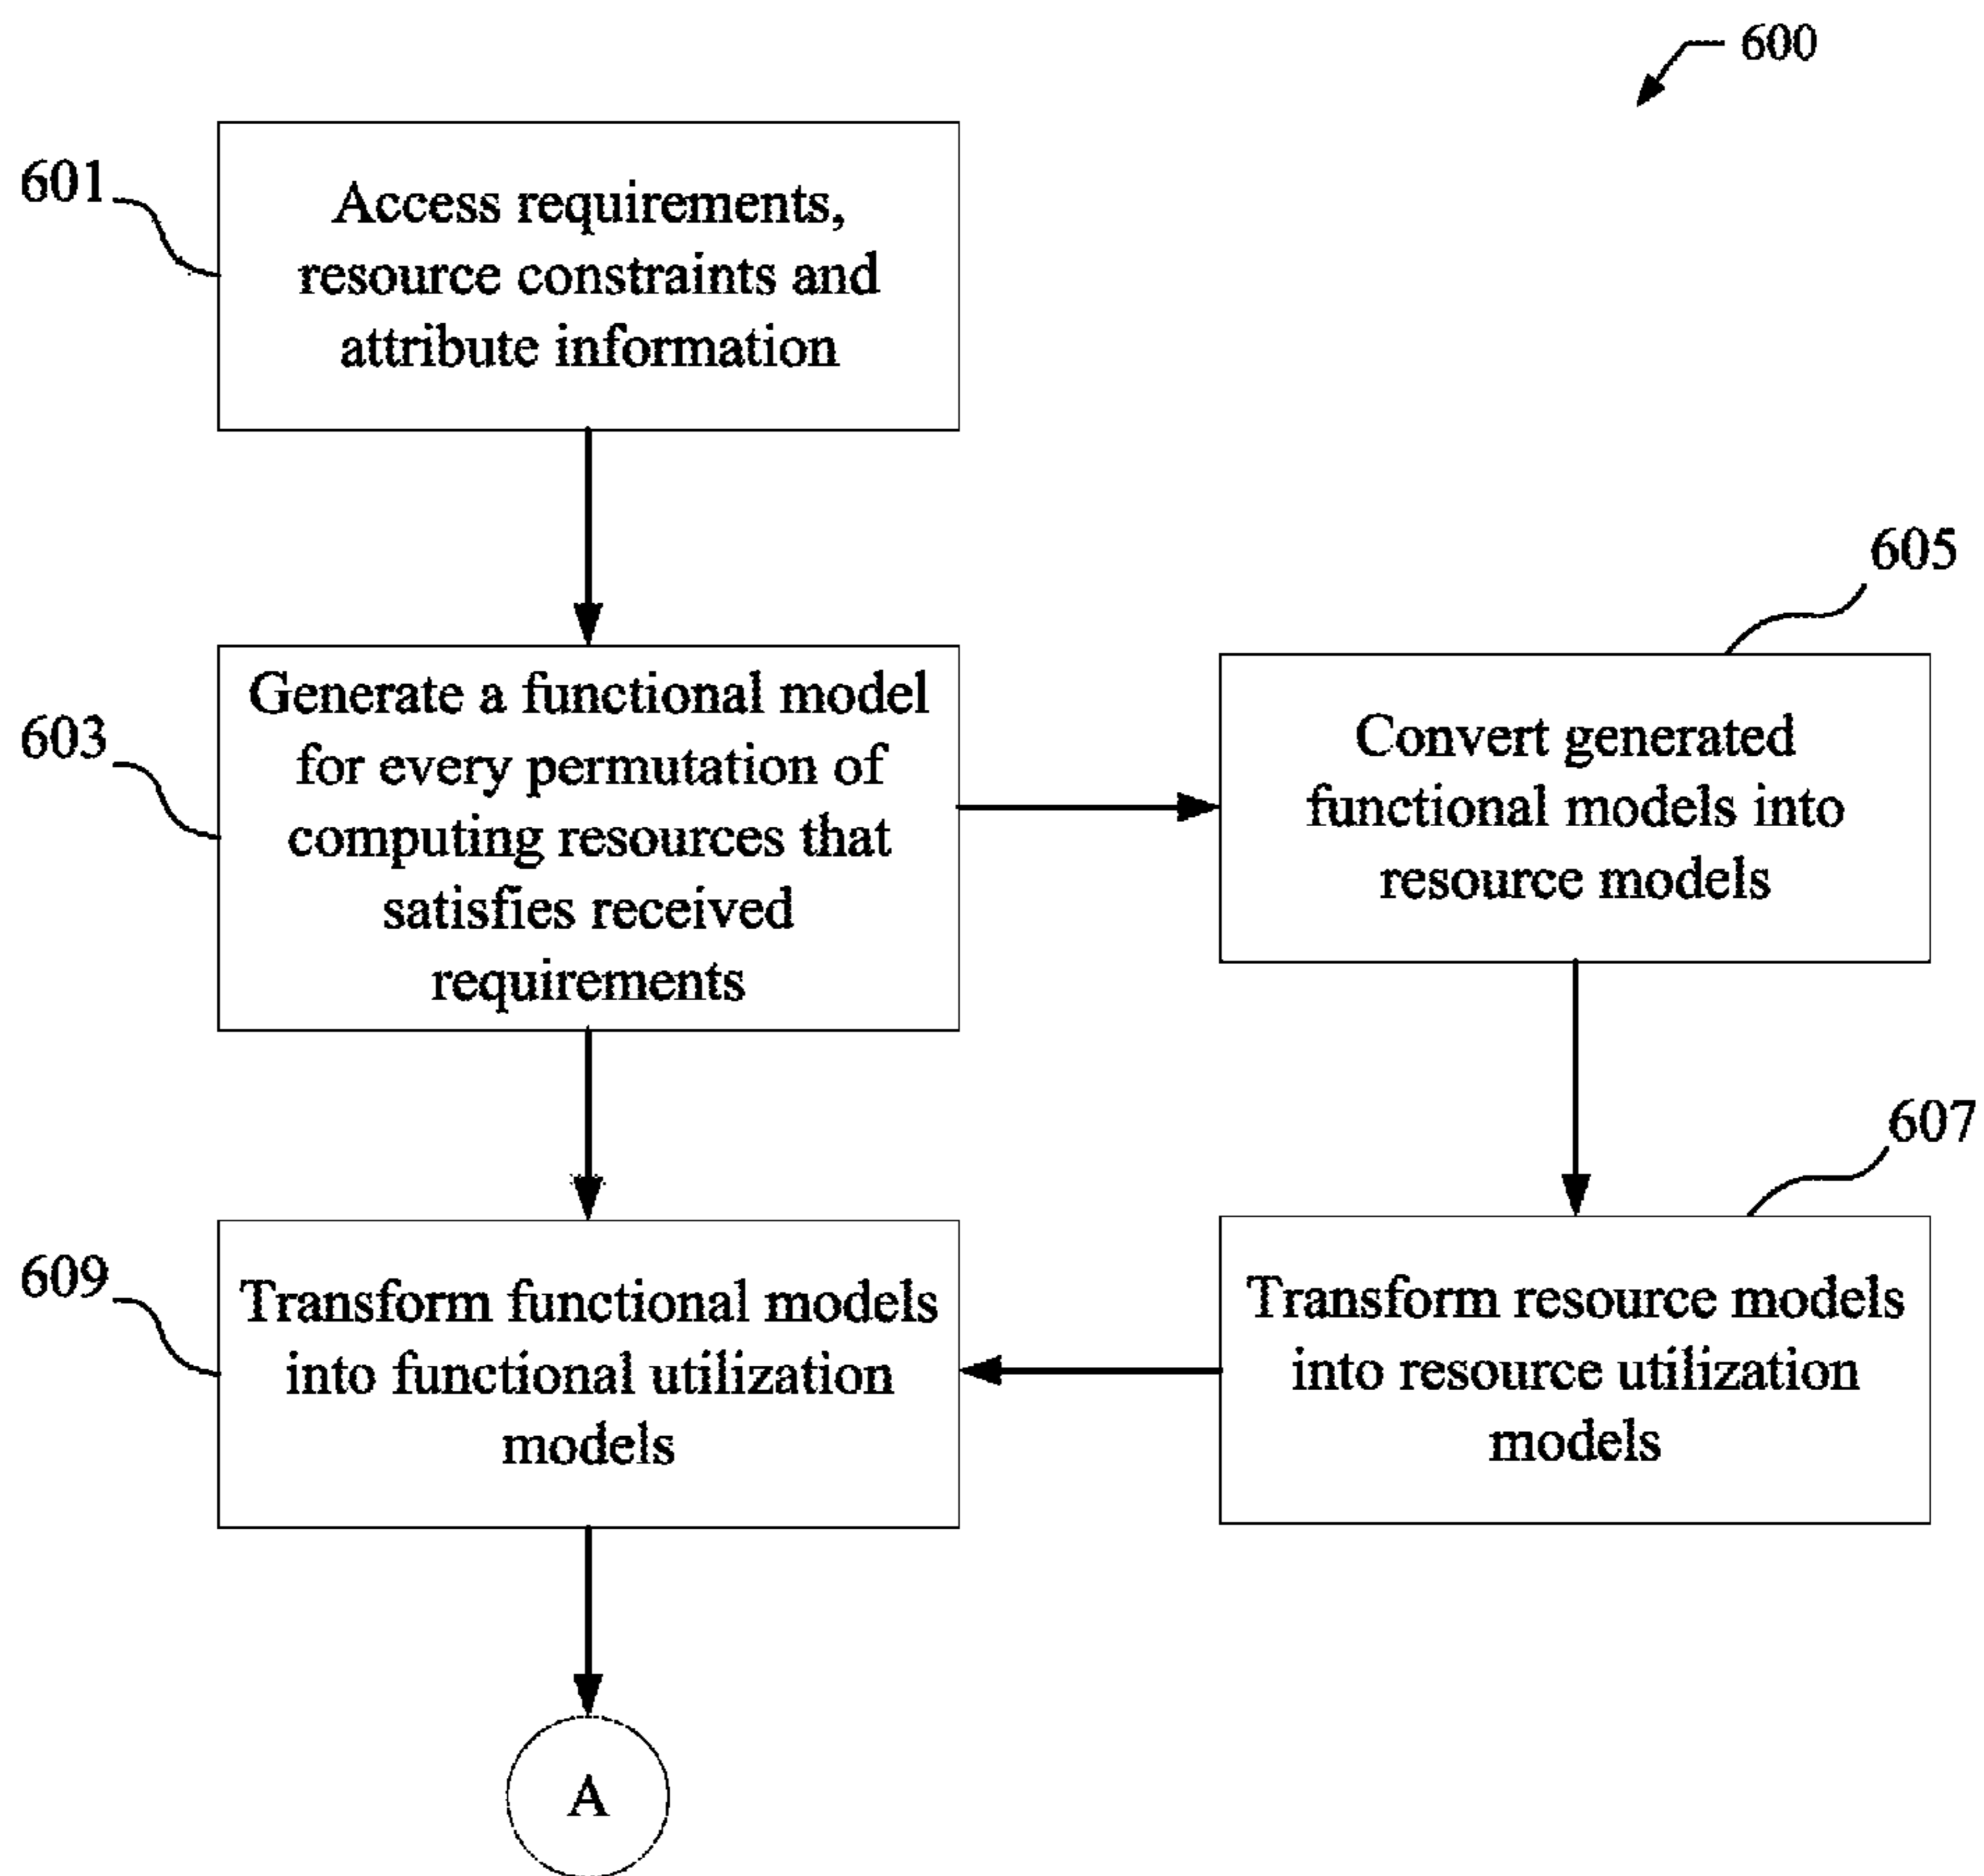 600
601
Access requirements,
resource constraints and
attribute information
603
Generate a functional model
for every permutation of
computing resources that
satisfies received
requirements
605
Convert generated
functional models into
resource models
607
Transform resource models
into resource utilization
models
609
Transform functional models
into functional utilization
models
A